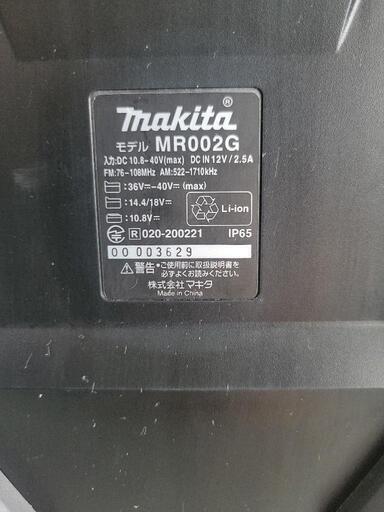 makita®
モデル MR002G
入力:DC 10.8-40V(max) DC IN 12V/2.5A
FM:76-108MHz AM:522-1710kHz
:36V⎓-40V⎓(max)
:14.4/18V⎓
:10.8V⎓
Li-ion
R 020-200221 IP65
00 003629
⚠警告 •ご使用前に取扱説明書を
必ずよくお読みください。
株式会社マキタ
Made in China